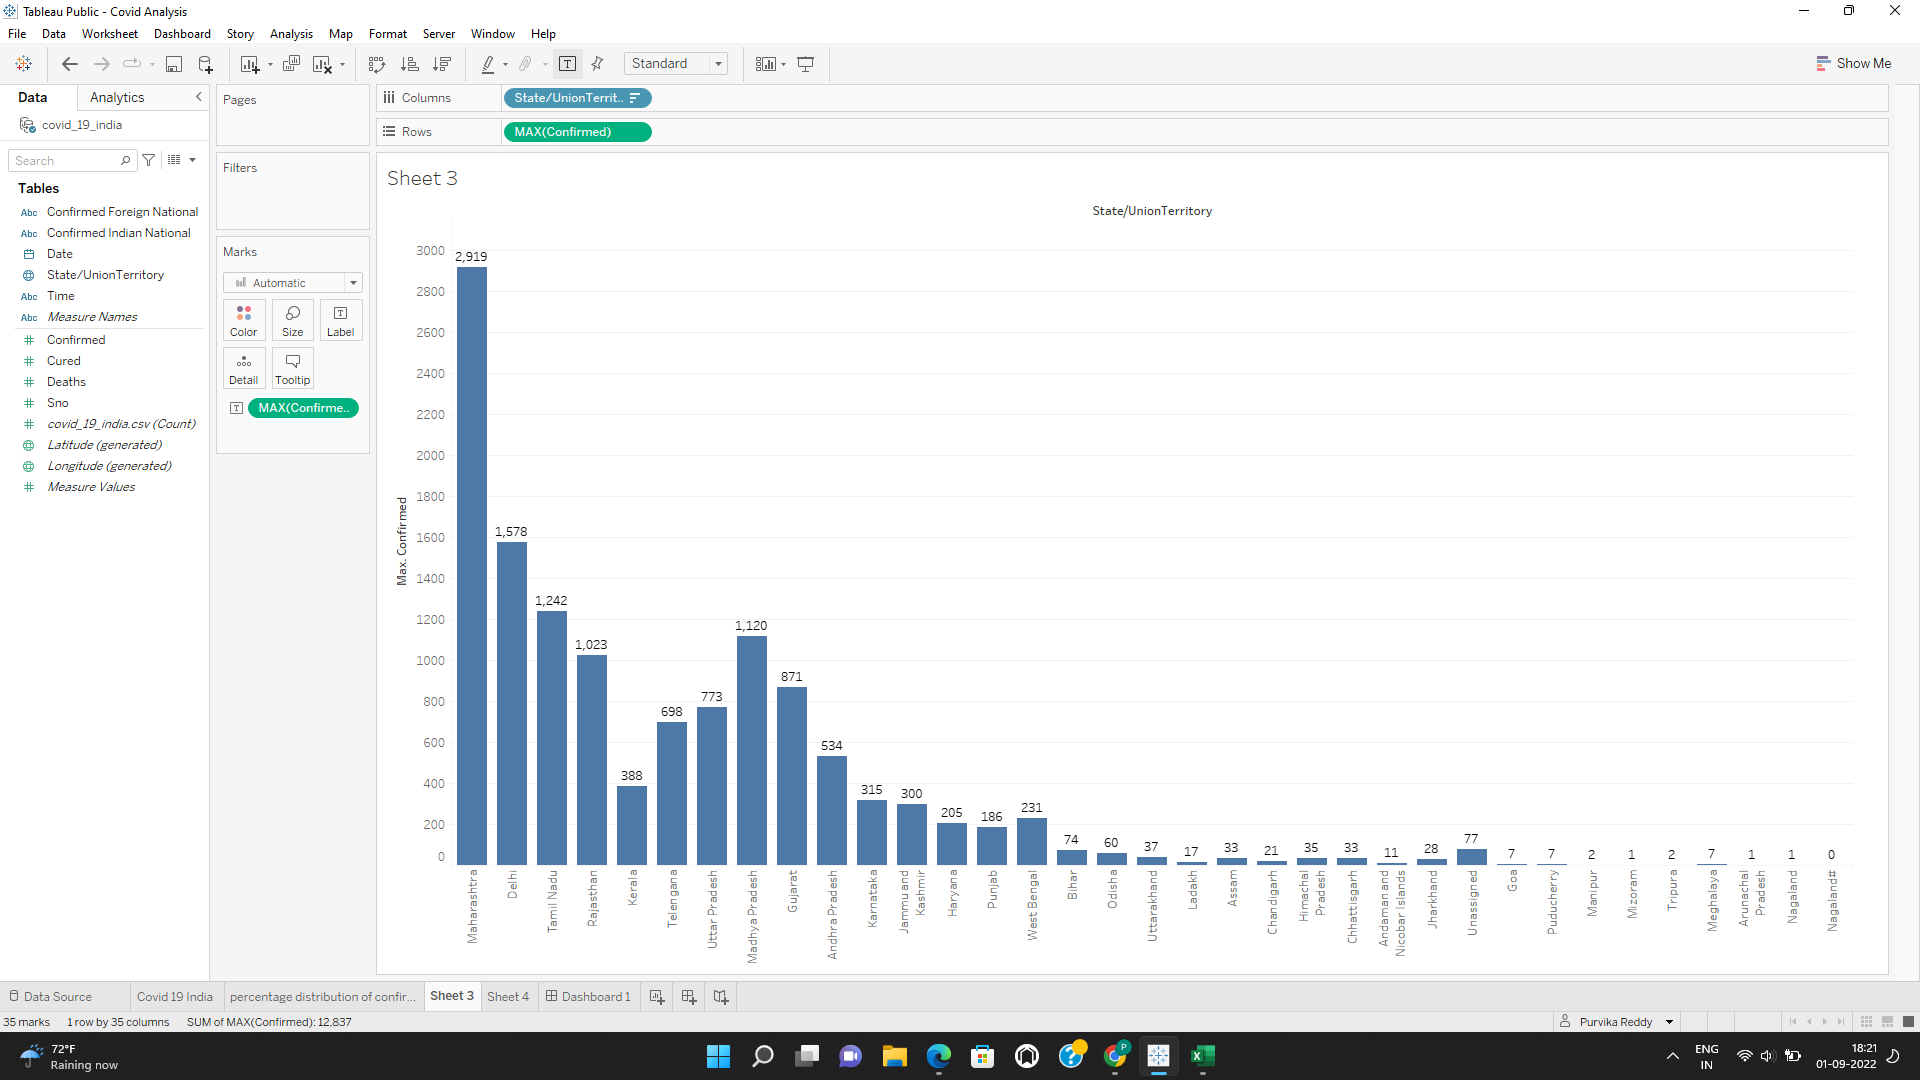 Tableau Public - Covid Analysis
File Data Worksheet Dashboard Story Analysis Map Format Server Window Help
Standard
Show Me
Data Analytics
covid_19_india
Search
Tables
Abc Confirmed Foreign National
Abc Confirmed Indian National
Date
State/UnionTerritory
Abc Time
Abc Measure Names
Confirmed
Cured
Deaths
Sno
covid_19_india.csv (Count)
Latitude (generated)
Longitude (generated)
Measure Values
Pages
Filters
Marks
Automatic
Color Size Label
Detail Tooltip
MAX(Confirme..
Columns State/UnionTerrit..
Rows MAX(Confirmed)
Sheet 3
State/UnionTerritory
Max. Confirmed
3000
2800
2600
2400
2200
2000
1800
1600
1400
1200
1000
800
600
400
200
0
2,919
1,578
1,242
1,023
388
698
773
1,120
871
534
315
300
205
186
231
74
60
37
17
33
21
35
33
11
28
77
7
7
2
1
2
7
1
1
0
Maharashtra
Delhi
Tamil Nadu
Rajasthan
Kerala
Telengana
Uttar Pradesh
Madhya Pradesh
Gujarat
Andhra Pradesh
Karnataka
Jammu and
Kashmir
Haryana
Punjab
West Bengal
Bihar
Odisha
Uttarakhand
Ladakh
Assam
Chandigarh
Himachal
Pradesh
Chhattisgarh
Andaman and
Nicobar Islands
Jharkhand
Unassigned
Goa
Puducherry
Manipur
Mizoram
Tripura
Meghalaya
Arunachal
Pradesh
Nagaland
Nagaland#
Data Source Covid 19 India percentage distribution of confir... Sheet 3 Sheet 4 Dashboard 1
35 marks 1 row by 35 columns SUM of MAX(Confirmed): 12,837
Purvika Reddy
72°F
Raining now
ENG
IN
18:21
01-09-2022